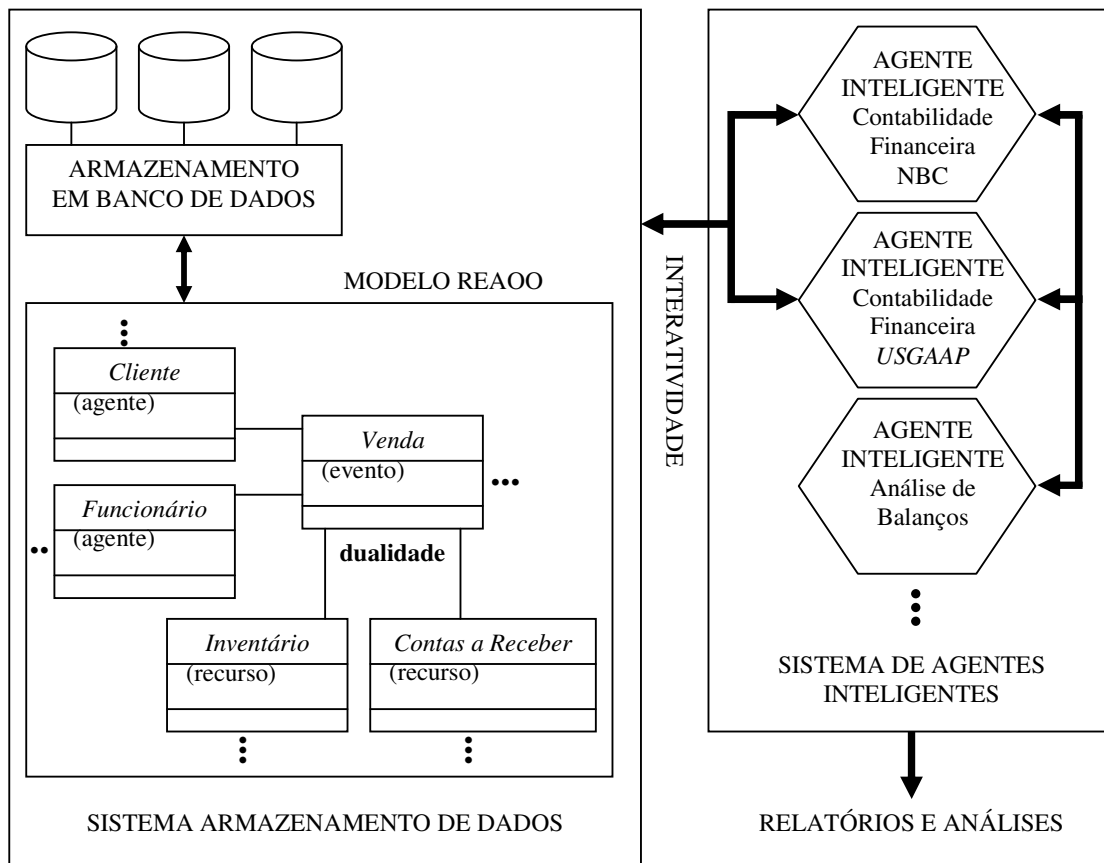 ARMAZENAMENTO
EM BANCO DE DADOS
MODELO REAOO
Cliente
(agente)
Venda
(evento)
Funcionário
(agente)
dualidade
Inventário
(recurso)
Contas a Receber
(recurso)
SISTEMA ARMAZENAMENTO DE DADOS
INTERATIVIDADE
AGENTE
INTELIGENTE
Contabilidade
Financeira
NBC
AGENTE
INTELIGENTE
Contabilidade
Financeira
USGAAP
AGENTE
INTELIGENTE
Análise de
Balanços
SISTEMA DE AGENTES
INTELIGENTES
RELATÓRIOS E ANÁLISES